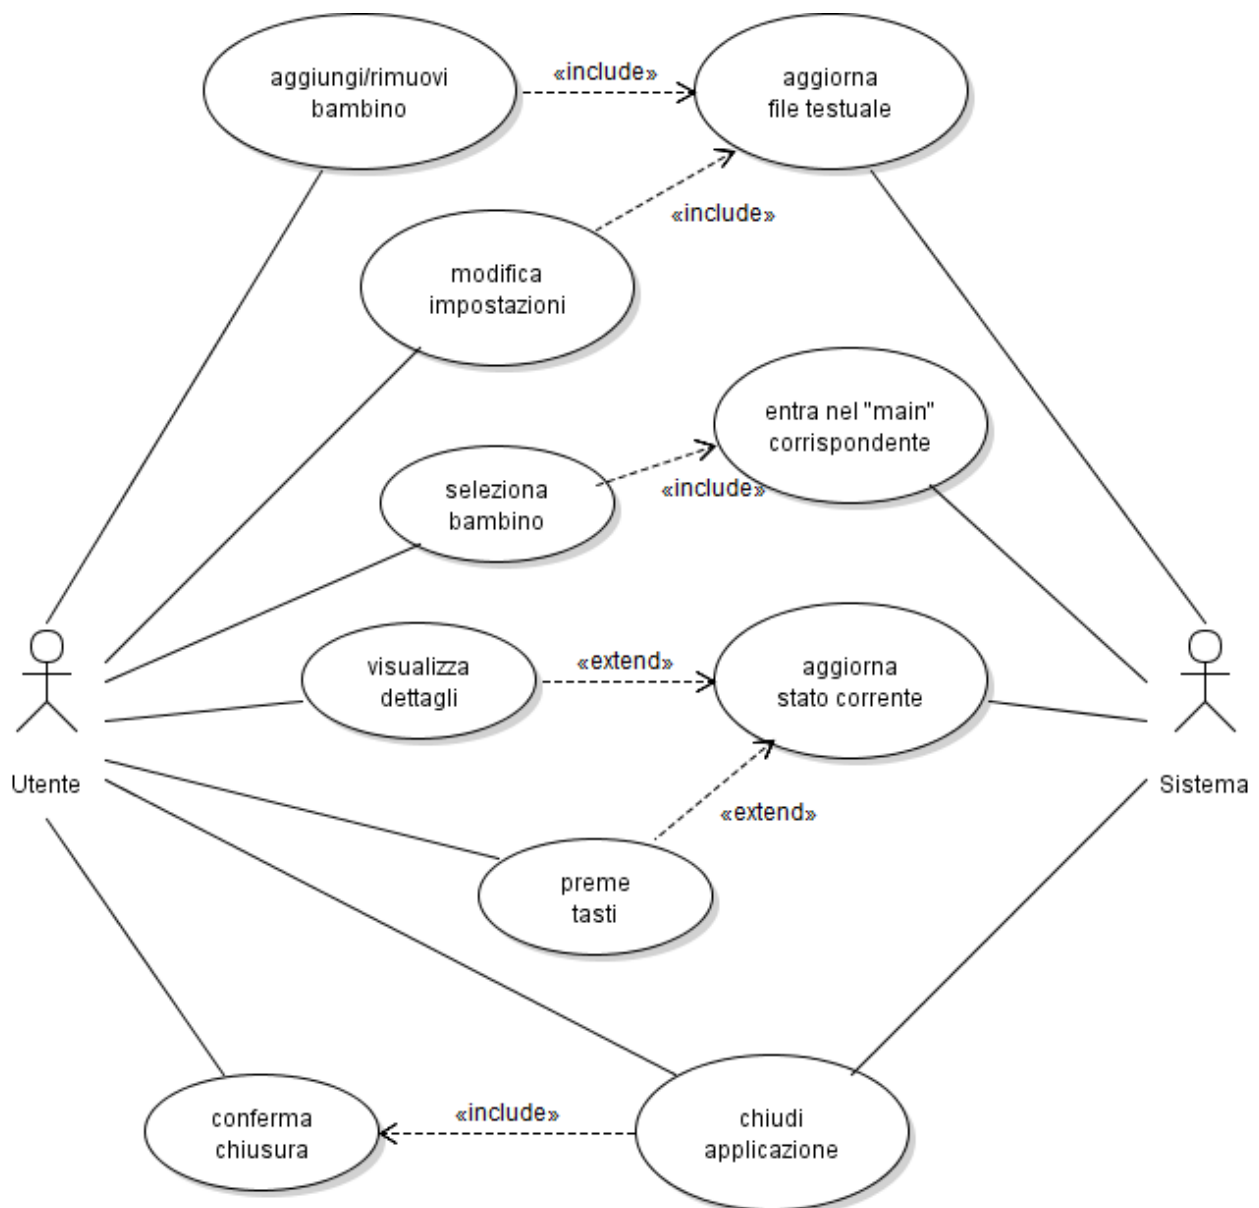 aggiungi/rimuovi
bambino
«include»
aggiorna
file testuale
«include»
modifica
impostazioni
entra nel "main"
corrispondente
«include»
seleziona
bambino
visualizza
dettagli
«extend»
aggiorna
stato corrente
Utente
Sistema
«extend»
preme
tasti
conferma
chiusura
«include»
chiudi
applicazione